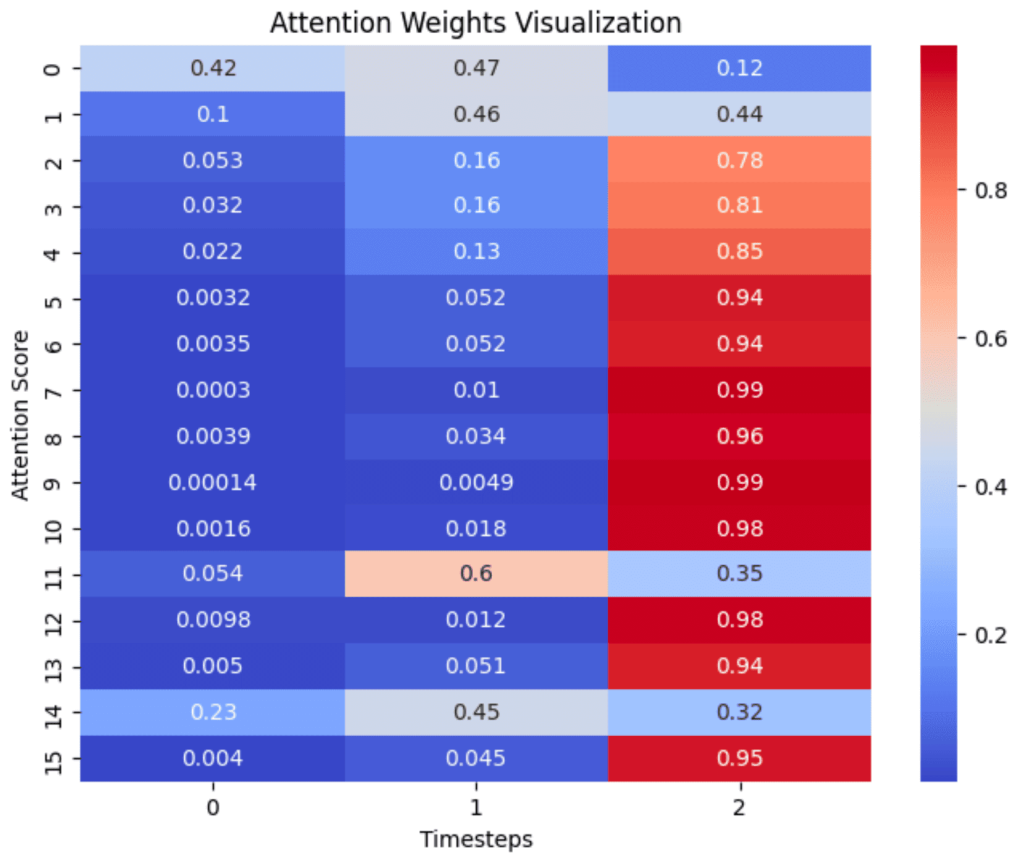 Attention Weights Visualization
Attention Score
0 0.42 0.47 0.12
1 0.1 0.46 0.44
2 0.053 0.16 0.78
3 0.032 0.16 0.81
4 0.022 0.13 0.85
5 0.0032 0.052 0.94
6 0.0035 0.052 0.94
7 0.0003 0.01 0.99
8 0.0039 0.034 0.96
9 0.00014 0.0049 0.99
10 0.0016 0.018 0.98
11 0.054 0.6 0.35
12 0.0098 0.012 0.98
13 0.005 0.051 0.94
14 0.23 0.45 0.32
15 0.004 0.045 0.95
0 1 2
Timesteps
0.8
0.6
0.4
0.2